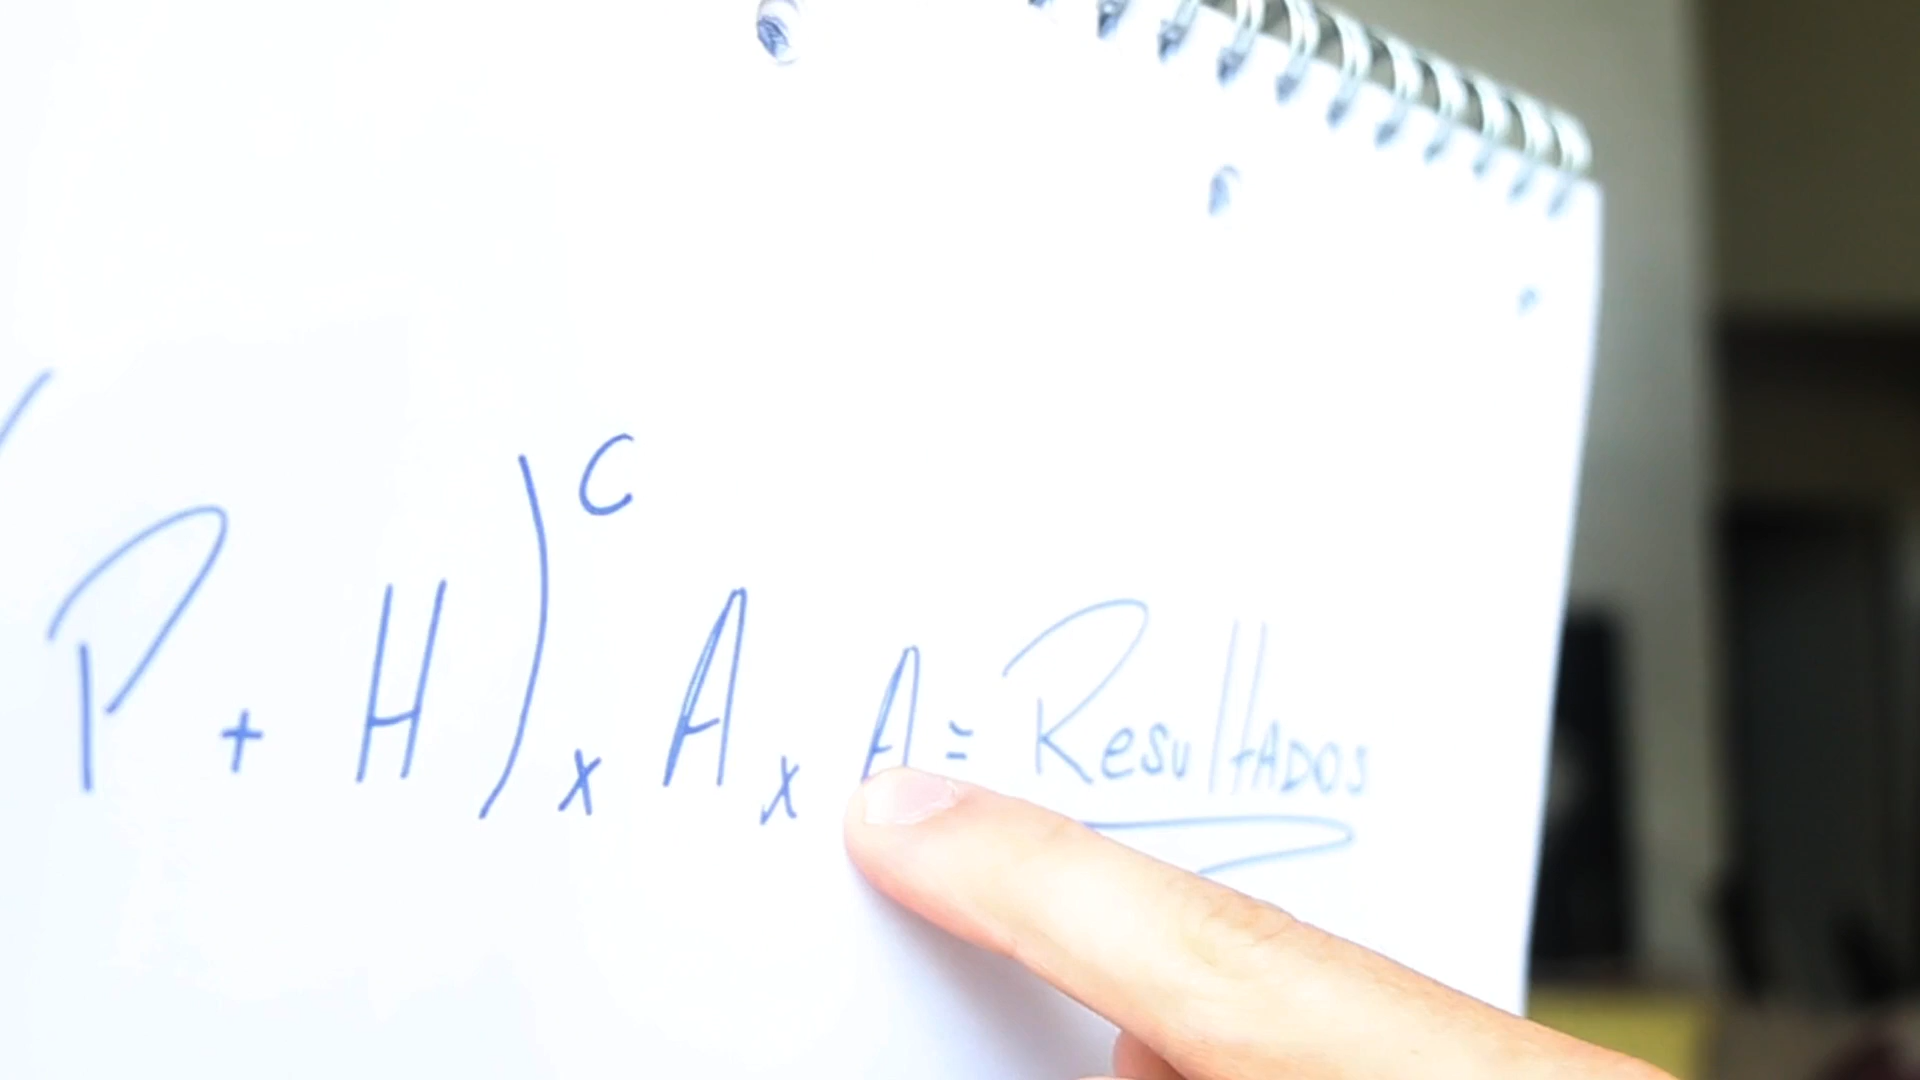 P + H)^C x A x A = Resultados